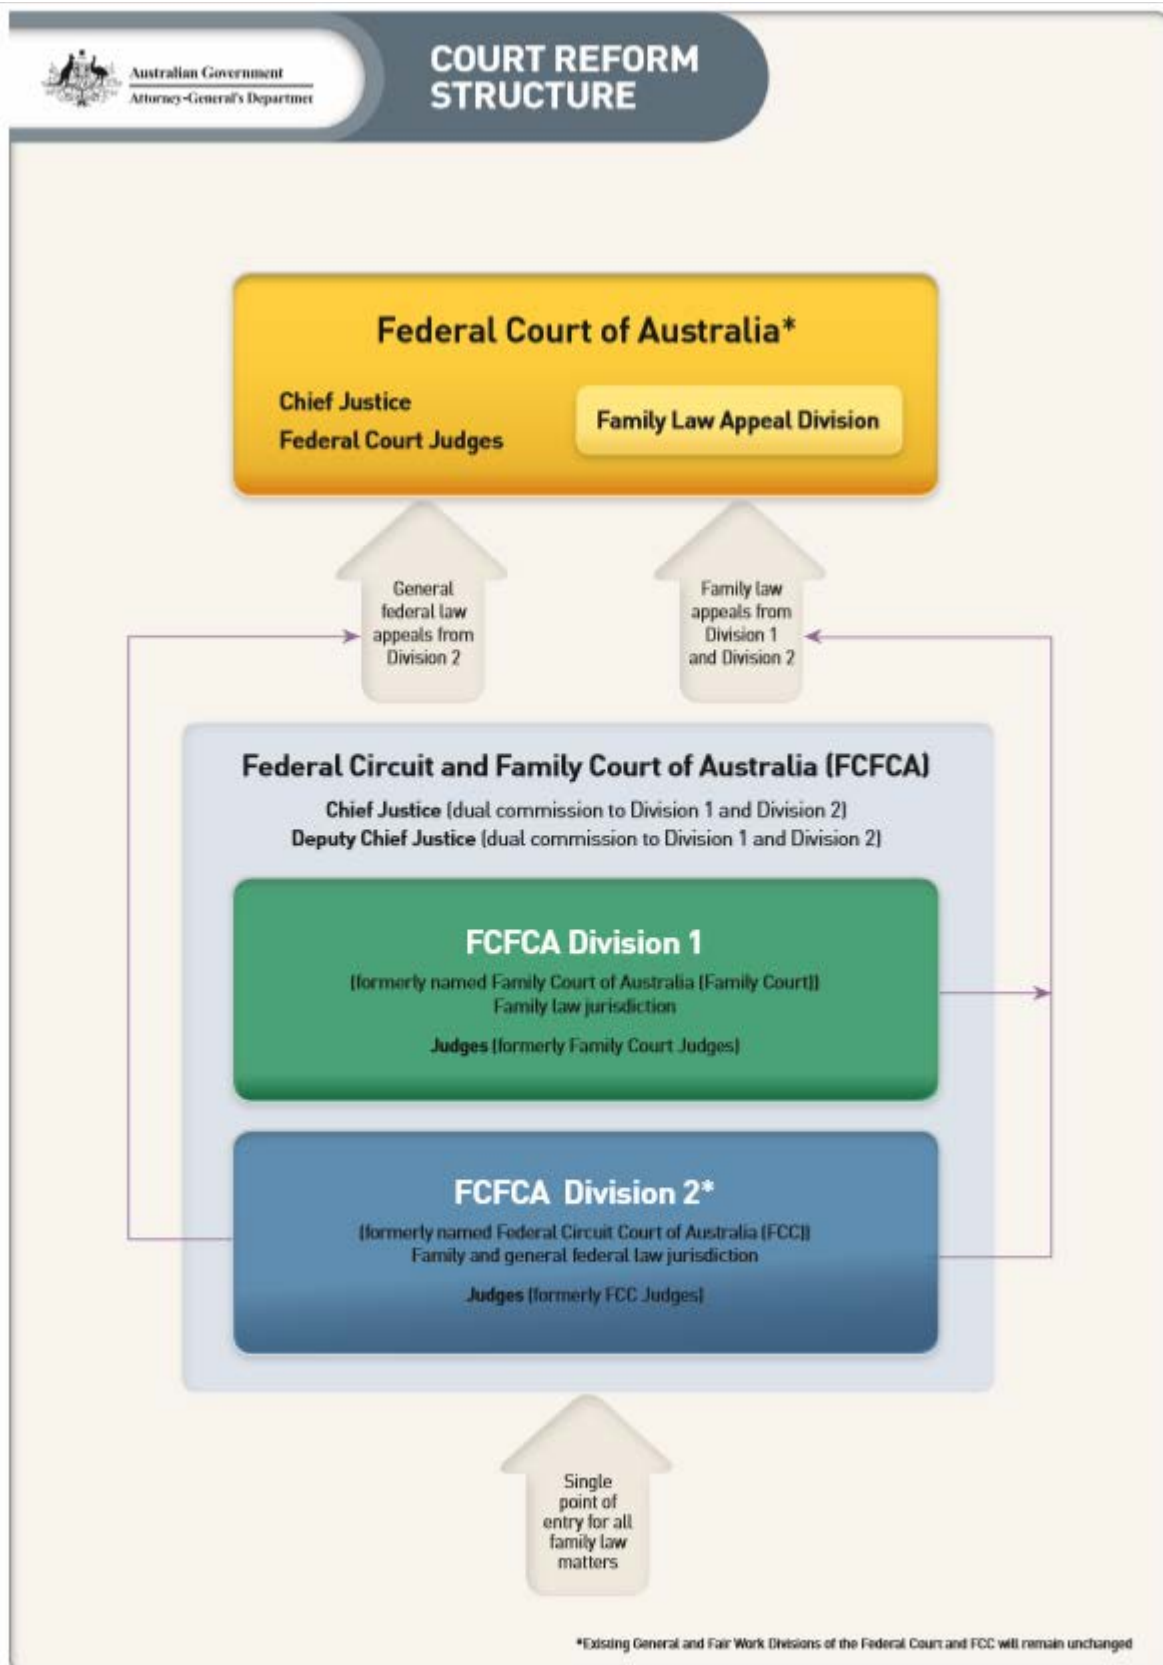 Australian Government
Attorney-General's Departmen
COURT REFORM
STRUCTURE
Federal Court of Australia*
Chief Justice
Federal Court Judges
Family Law Appeal Division
General
federal law
appeals from
Division 2
Family law
appeals from
Division 1
and Division 2
Federal Circuit and Family Court of Australia (FCFCA)
Chief Justice (dual commission to Division 1 and Division 2)
Deputy Chief Justice (dual commission to Division 1 and Division 2)
FCFCA Division 1
(formerly named Family Court of Australia (Family Court))
Family law jurisdiction
Judges (formerly Family Court Judges)
FCFCA Division 2*
(formerly named Federal Circuit Court of Australia (FCC))
Family and general federal law jurisdiction
Judges (formerly FCC Judges)
Single
point of
entry for all
family law
matters
*Existing General and Fair Work Divisions of the Federal Court and FCC will remain unchanged